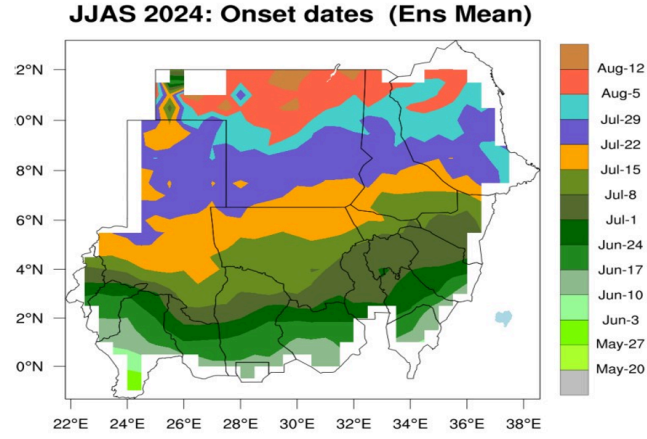 JJAS 2024: Onset dates (Ens Mean)
2°N
0°N
8°N
6°N
4°N
2°N
0°N
22°E 24°E 26°E 28°E 30°E 32°E 34°E 36°E 38°E
Aug-12
Aug-5
Jul-29
Jul-22
Jul-15
Jul-8
Jul-1
Jun-24
Jun-17
Jun-10
Jun-3
May-27
May-20